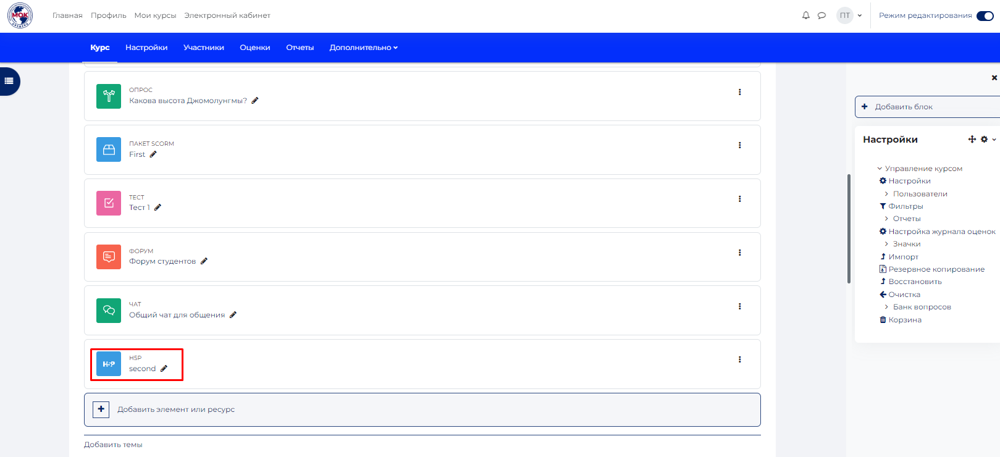 МОК
Главная Профиль Мои курсы Электронный кабинет
ПТ
Режим редактирования
Курс Настройки Участники Оценки Отчеты Дополнительно
ОПРОС
Какова высота Джомолунгмы?
ПАКЕТ SCORM
First
ТЕСТ
Тест 1
ФОРУМ
Форум студентов
ЧАТ
Общий чат для общения
H5P
H5P
second
Добавить элемент или ресурс
Добавить темы
Добавить блок
Настройки
Управление курсом
Настройки
Пользователи
Фильтры
Отчеты
Настройка журнала оценок
Значки
Импорт
Резервное копирование
Восстановить
Очистка
Банк вопросов
Корзина